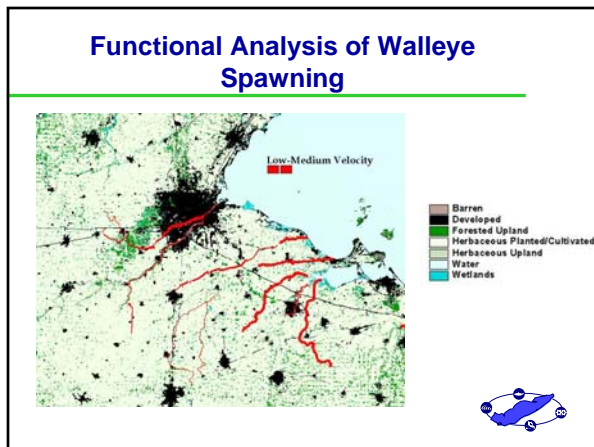 Functional Analysis of Walleye
Spawning
Low-Medium Velocity
Barren
Developed
Forested Upland
Herbaceous Planted/Cultivated
Herbaceous Upland
Water
Wetlands